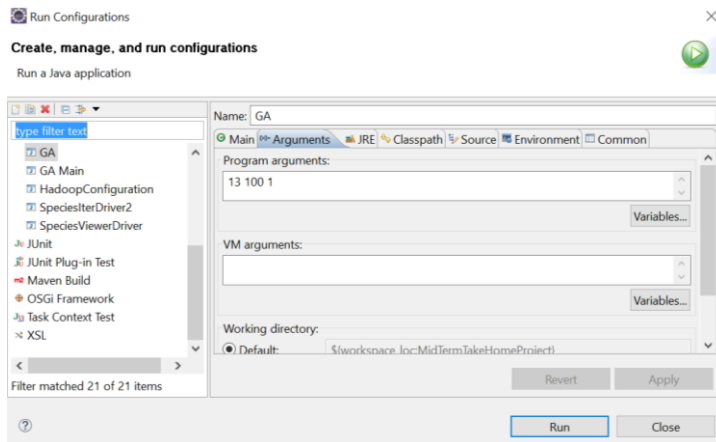 Run Configurations
Create, manage, and run configurations
Run a Java application
type filter text
GA
GA Main
HadoopConfiguration
SpeciesIterDriver2
SpeciesViewerDriver
JUnit
JUnit Plug-in Test
Maven Build
OSGi Framework
Task Context Test
XSL
Filter matched 21 of 21 items
Name: GA
Main Arguments JRE Classpath Source Environment Common
Program arguments:
13 100 1
Variables...
VM arguments:
Variables...
Working directory:
Default: ${workspace_loc:MidTermTakeHomeProject}
Revert Apply
Run Close